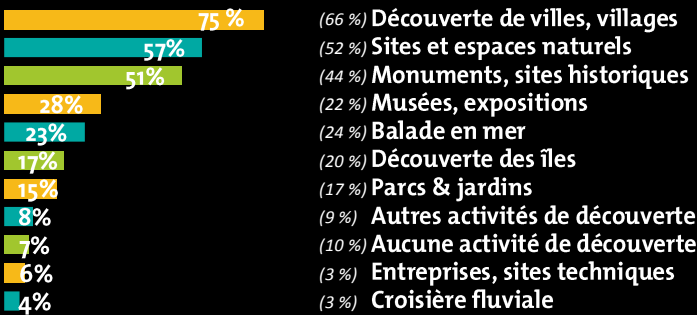 75 % (66 %) Découverte de villes, villages
57% (52 %) Sites et espaces naturels
51% (44 %) Monuments, sites historiques
28% (22 %) Musées, expositions
23% (24 %) Balade en mer
17% (20 %) Découverte des îles
15% (17 %) Parcs & jardins
8% (9 %) Autres activités de découverte
7% (10 %) Aucune activité de découverte
6% (3 %) Entreprises, sites techniques
4% (3 %) Croisière fluviale